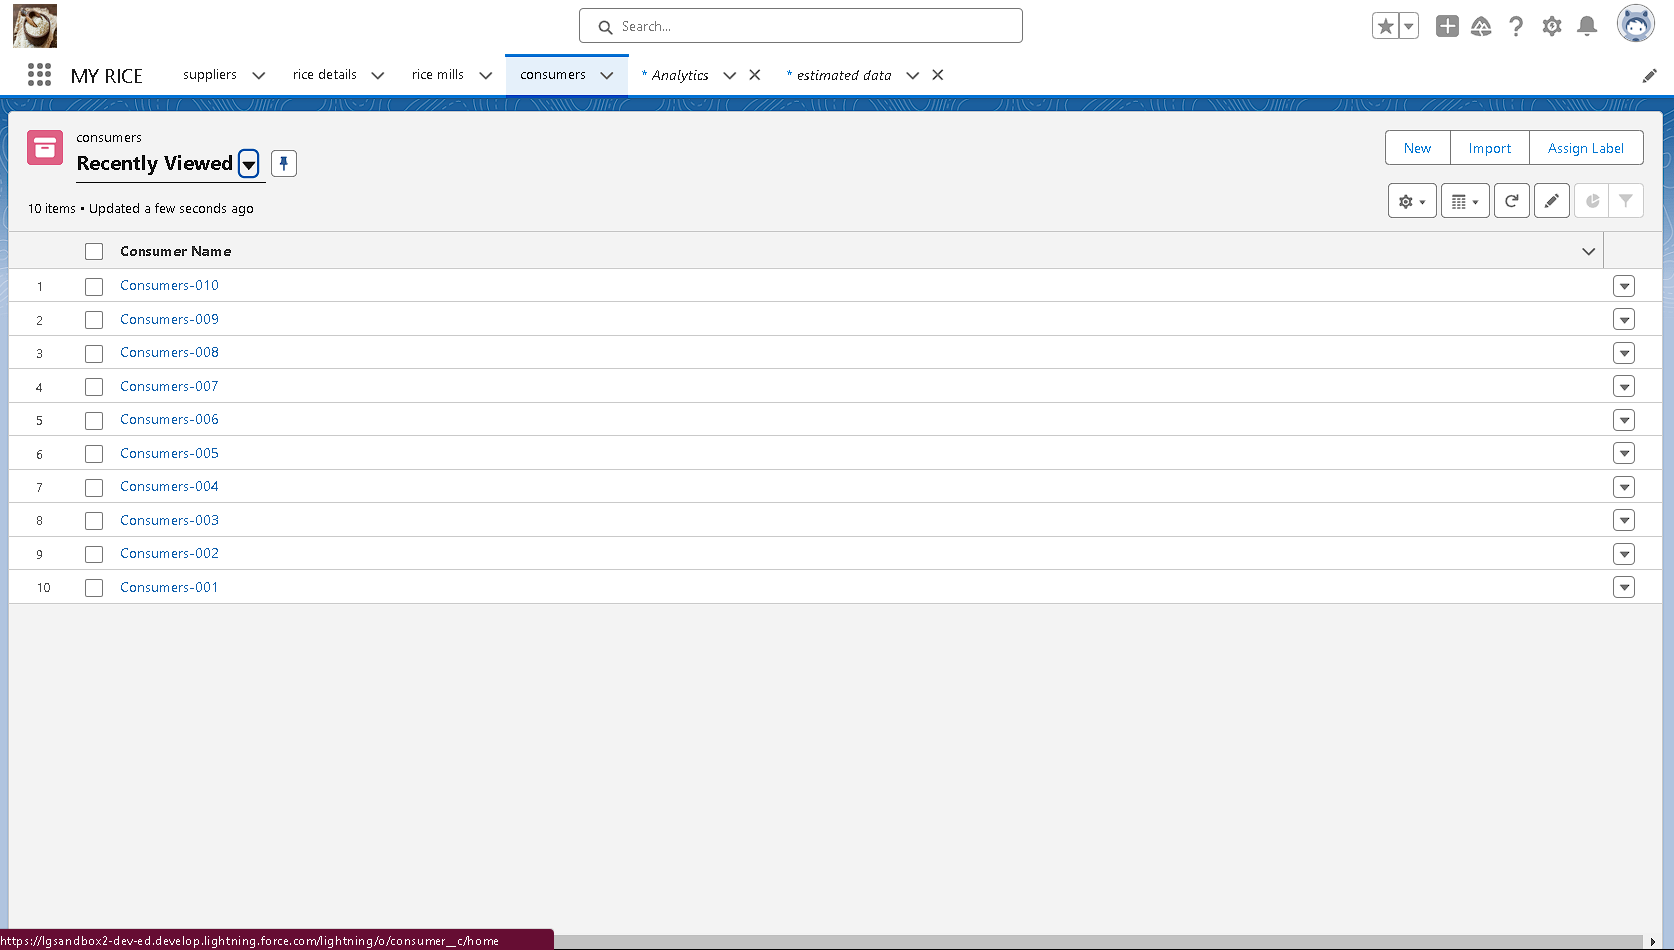 Search...
MY RICE
suppliers
rice details
rice mills
consumers
* Analytics
* estimated data
consumers
Recently Viewed
New
Import
Assign Label
10 items • Updated a few seconds ago
Consumer Name
1 Consumers-010
2 Consumers-009
3 Consumers-008
4 Consumers-007
5 Consumers-006
6 Consumers-005
7 Consumers-004
8 Consumers-003
9 Consumers-002
10 Consumers-001
https://lgsandbox2-dev-ed.develop.lightning.force.com/lightning/o/consumer__c/home